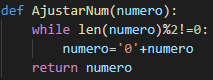 def AjustarNum(numero):
    while len(numero)%2!=0:
        numero='0'+numero
    return numero